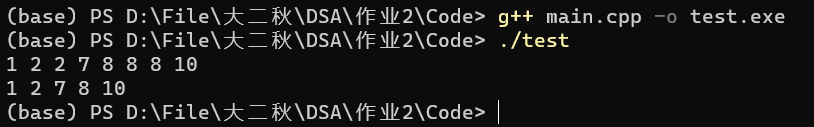 (base) PS D:\File\大二秋\DSA\作业2\Code> g++ main.cpp -o test.exe
(base) PS D:\File\大二秋\DSA\作业2\Code> ./test
1 2 2 7 8 8 8 10
1 2 7 8 10
(base) PS D:\File\大二秋\DSA\作业2\Code>